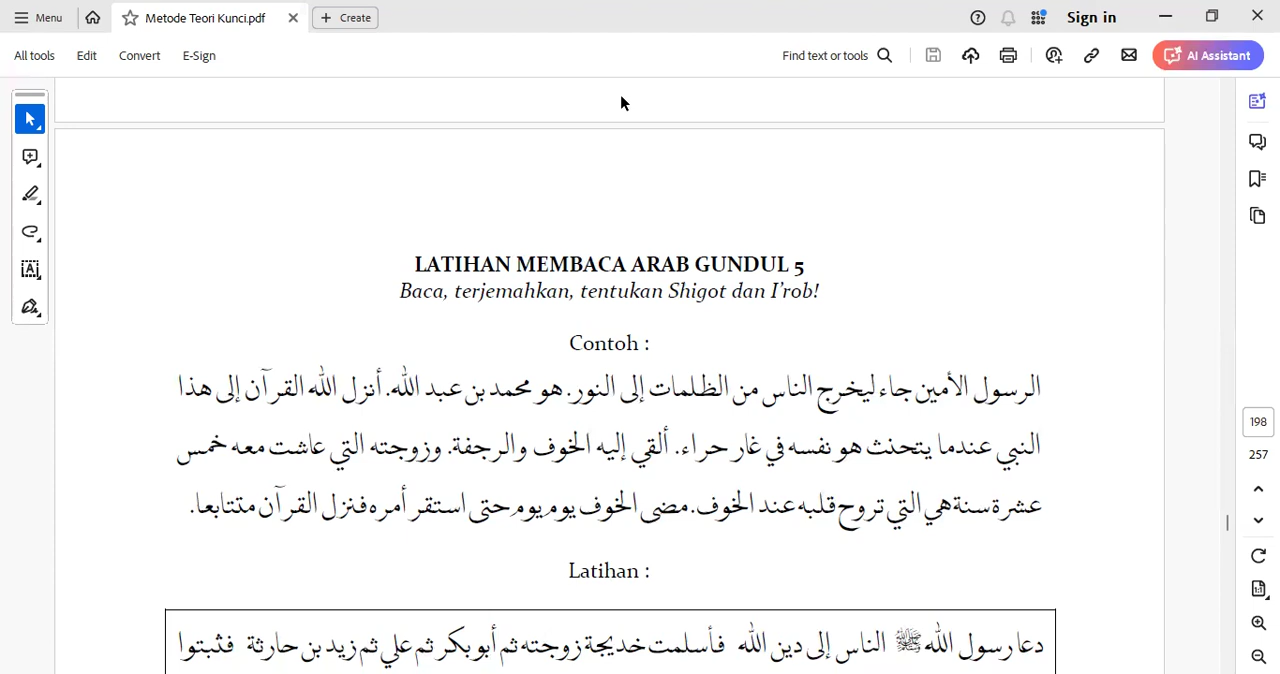 Menu
Metode Teori Kunci.pdf
Create
Sign in
All tools
Edit
Convert
E-Sign
Find text or tools
AI Assistant
LATIHAN MEMBACA ARAB GUNDUL 5
Baca, terjemahkan, tentukan Shigot dan I'rob!
Contoh :
الرسول الأمين جاء ليخرج الناس من الظلمات إلى النور. هو محمد بن عبد الله. أنزل الله القرآن إلى هذا
النبي عندما يتحنث هو نفسه في غار حراء. ألقي إليه الخوف والرجفة. وزوجته التي عاشت معه خمس
عشرة سنة هي التي تروح قلبه عند الخوف. مضى الخوف يوم يوم حتى استقر أمره فنزل القرآن متتابعا.
Latihan :
دعا رسول الله ﷺ الناس إلى دين الله فأسلمت خديجة زوجته ثم أبو بكر ثم علي ثم زيد بن حارثة فثبتوا
198
257